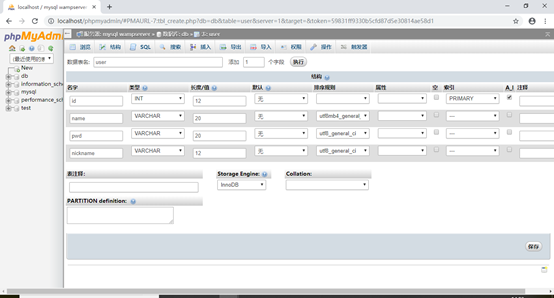 localhost / mysql wampserver
localhost/phpmyadmin/#PMAURL-7:tbl_create.php?db=db&table=user&server=1&target=&token=59831ff9330b5cfd87d5e30814ae58d1
phpMyAdmin
(最近使用的表)
New
db
information_sch
mysql
performance_sch
test
mysql wampserver » 数据库: db » 表: user
浏览 结构 SQL 搜索 插入 导出 导入 权限 操作 触发器
数据表名: user 添加 1 个字段 执行
结构
名字 类型 长度/值 默认 排序规则 属性 空 索引 A_I 注释
id INT 12 无 PRIMARY
name VARCHAR 20 无 utf8mb4_general_ ---
pwd VARCHAR 20 无 utf8_general_ci ---
nickname VARCHAR 12 无 utf8_general_ci ---
表注释: Storage Engine: Collation:
InnoDB
PARTITION definition:
保存